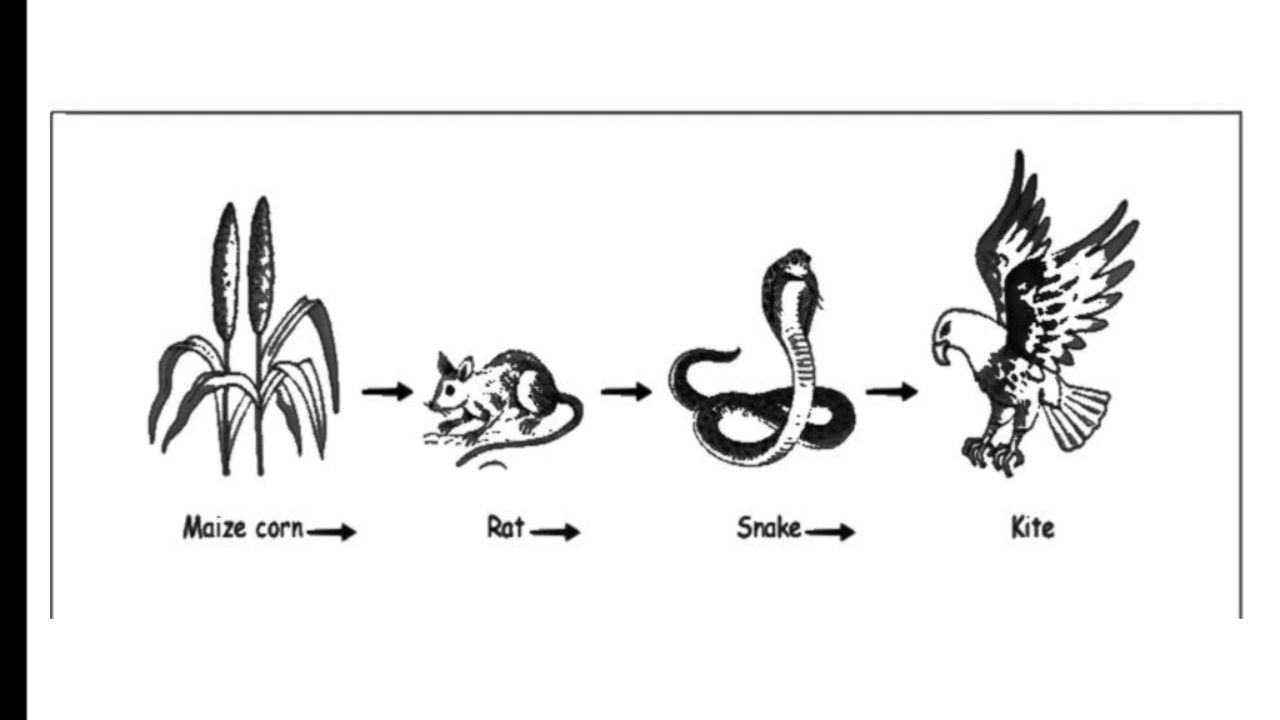 Maize corn → Rat → Snake → Kite